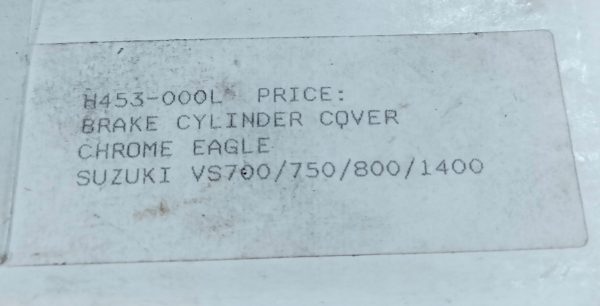 H453-000L PRICE:
BRAKE CYLINDER COVER
CHROME EAGLE
SUZUKI VS700/750/800/1400